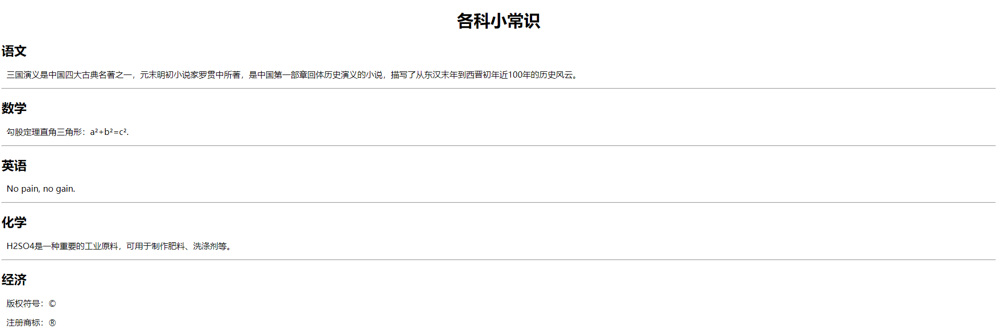 各科小常识
语文
三国演义是中国四大古典名著之一，元末明初小说家罗贯中所著，是中国第一部章回体历史演义的小说，描写了从东汉末年到西晋初年近100年的历史风云。
数学
勾股定理直角三角形：a²+b²=c².
英语
No pain, no gain.
化学
H2SO4是一种重要的工业原料，可用于制作肥料、洗涤剂等。
经济
版权符号：©
注册商标：®